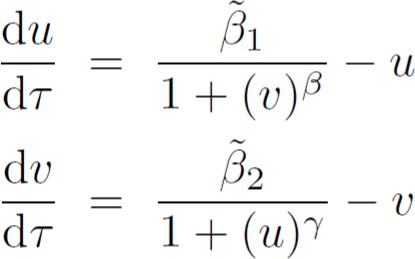 du/dτ = β̃₁/(1 + (v)^β) − u
dv/dτ = β̃₂/(1 + (u)^γ) − v